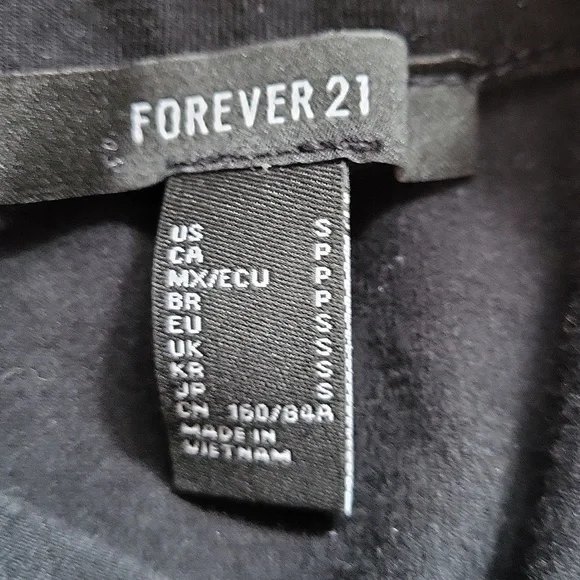 FOREVER 21
US S
CA P
MX/ECU P
BR P
EU S
UK S
KR S
JP S
CN 160/84A
MADE IN
VIETNAM